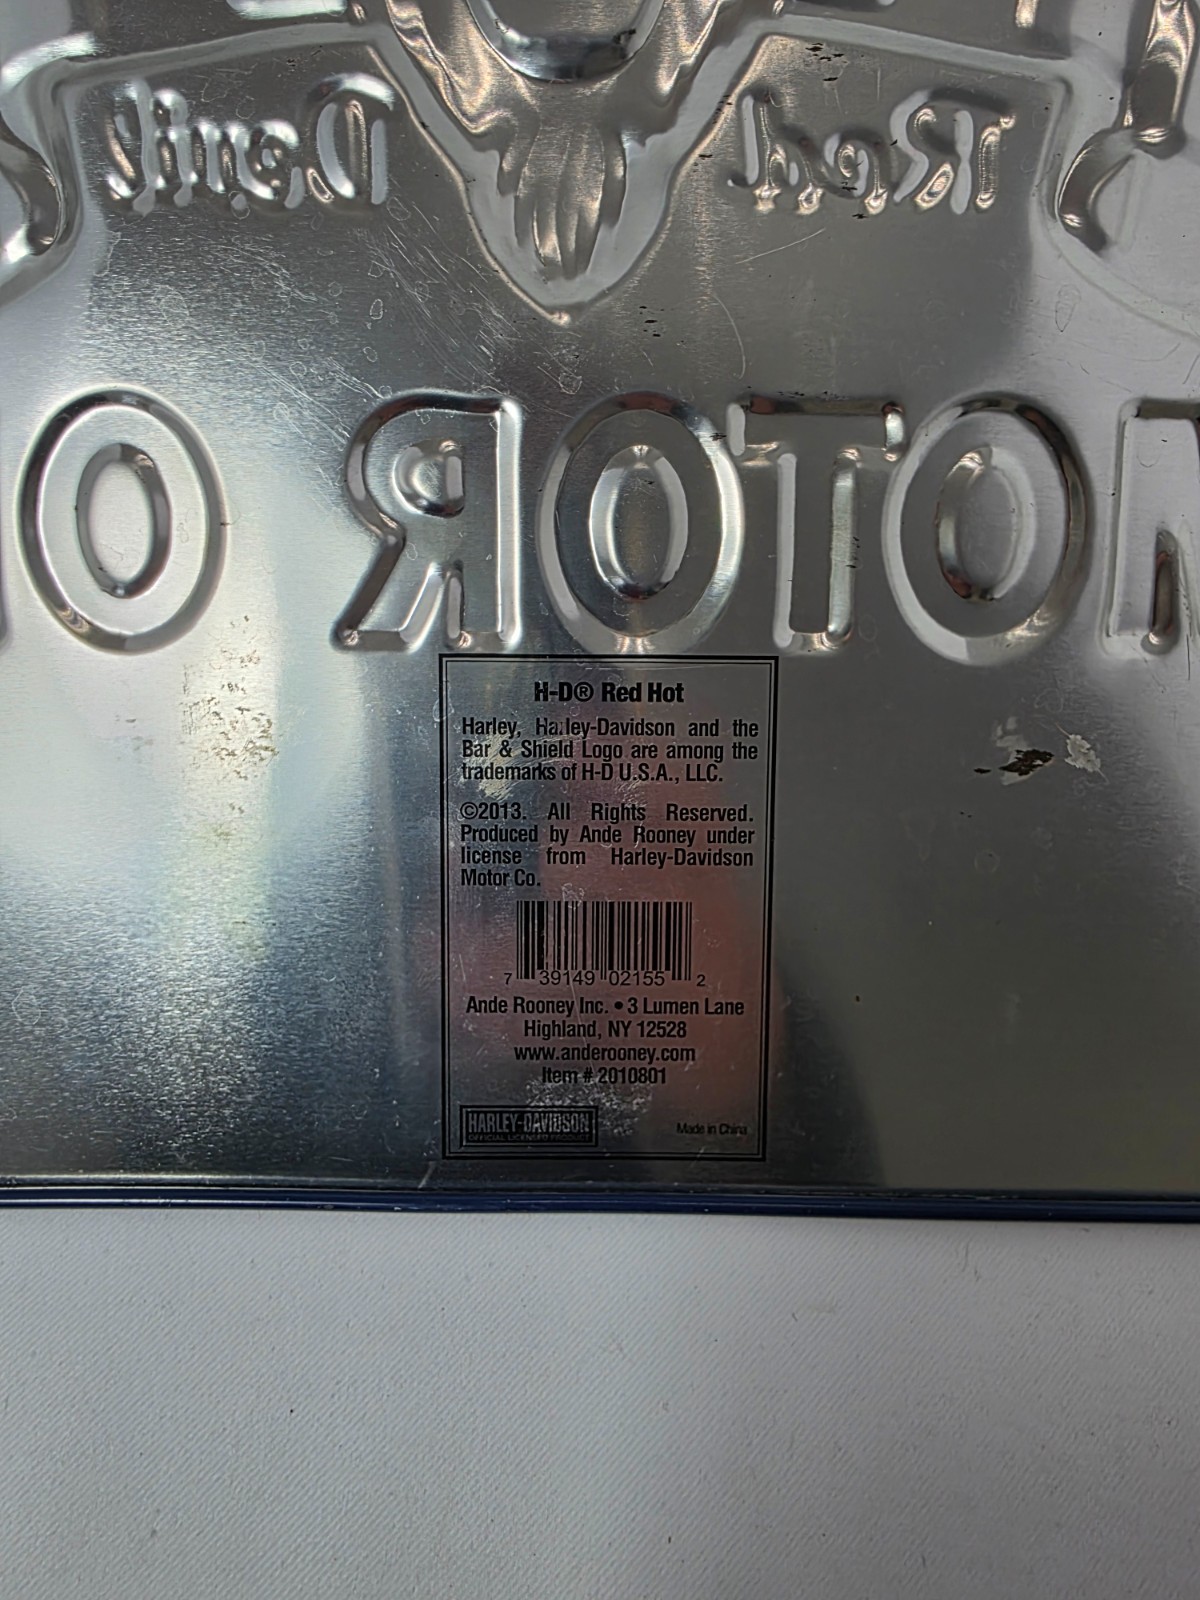 Red Devil
MOTOR O
H-D® Red Hot
Harley, Harley-Davidson and the
Bar & Shield Logo are among the
trademarks of H-D U.S.A., LLC.
©2013. All Rights Reserved.
Produced by Ande Rooney under
license from Harley-Davidson
Motor Co.
7 39149 02155 2
Ande Rooney Inc. • 3 Lumen Lane
Highland, NY 12528
www.anderooney.com
Item # 2010801
HARLEY-DAVIDSON
OFFICIAL LICENSED PRODUCT
Made in China